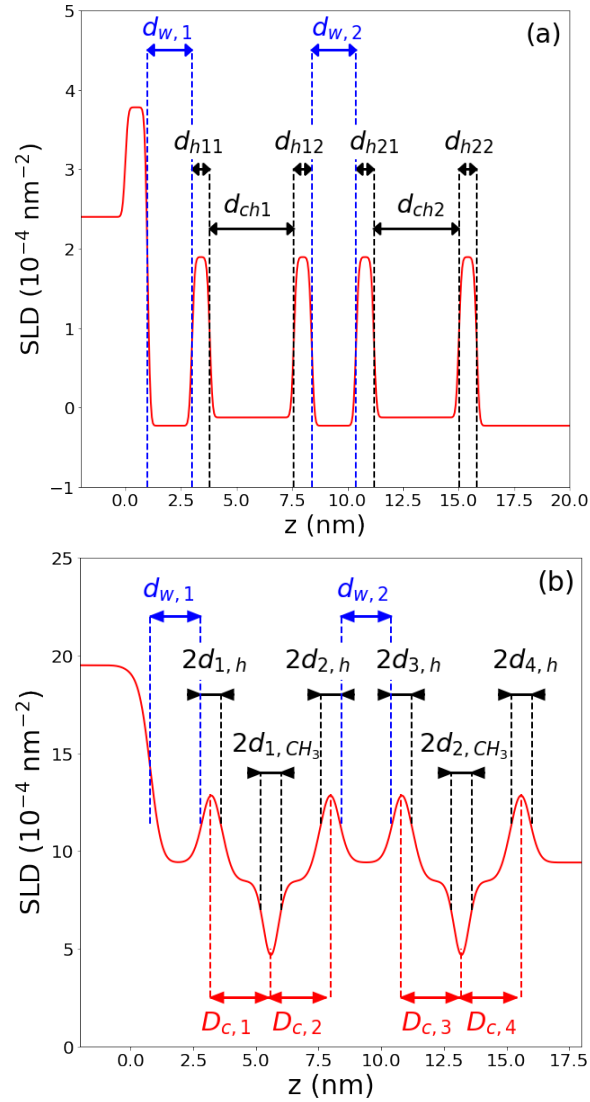 (a)
d_{w,1} d_{w,2}
d_{h11} d_{h12} d_{h21} d_{h22}
d_{ch1} d_{ch2}
SLD (10^{-4} nm^{-2})
5
4
3
2
1
0
−1
0.0 2.5 5.0 7.5 10.0 12.5 15.0 17.5 20.0
z (nm)
(b)
d_{w,1} d_{w,2}
2d_{1,h} 2d_{2,h} 2d_{3,h} 2d_{4,h}
2d_{1,CH_3} 2d_{2,CH_3}
SLD (10^{-4} nm^{-2})
25
20
15
10
5
0
D_{c,1} D_{c,2} D_{c,3} D_{c,4}
0.0 2.5 5.0 7.5 10.0 12.5 15.0 17.5
z (nm)